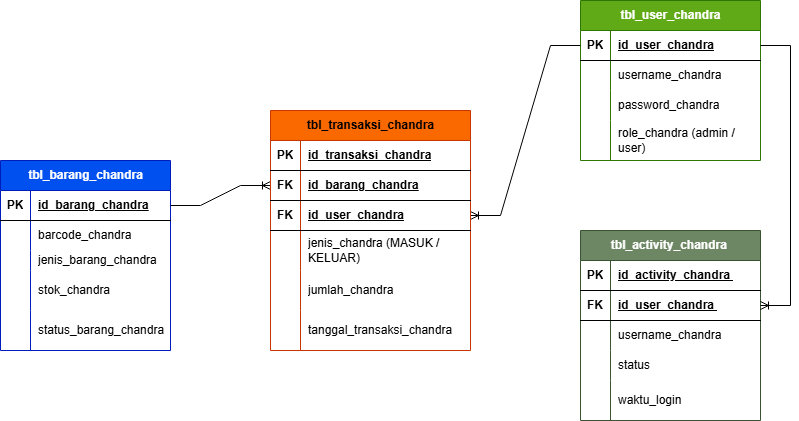 tbl_user_chandra
PK id_user_chandra
username_chandra
password_chandra
role_chandra (admin /
user)
tbl_transaksi_chandra
PK id_transaksi_chandra
FK id_barang_chandra
FK id_user_chandra
jenis_chandra (MASUK /
KELUAR)
jumlah_chandra
tanggal_transaksi_chandra
tbl_barang_chandra
PK id_barang_chandra
barcode_chandra
jenis_barang_chandra
stok_chandra
status_barang_chandra
tbl_activity_chandra
PK id_activity_chandra
FK id_user_chandra
username_chandra
status
waktu_login